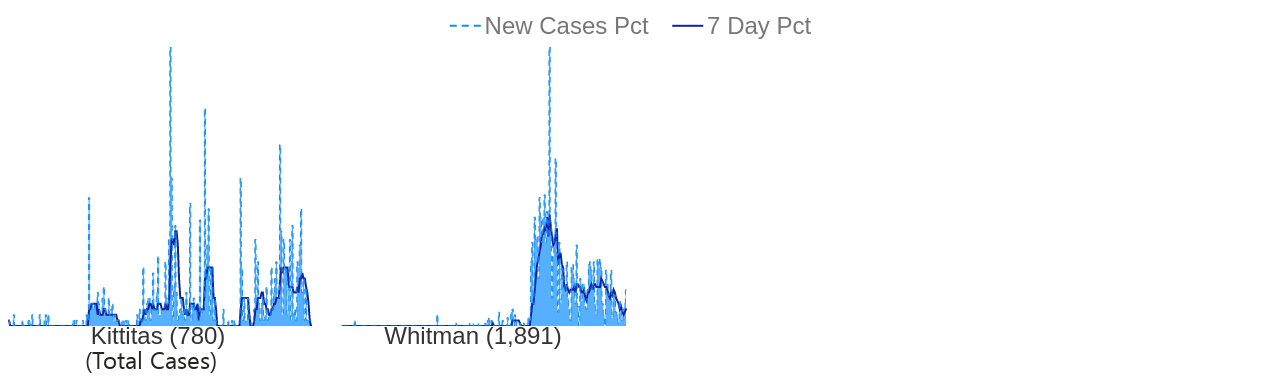 New Cases Pct 7 Day Pct
Kittitas (780) Whitman (1,891)
(Total Cases)